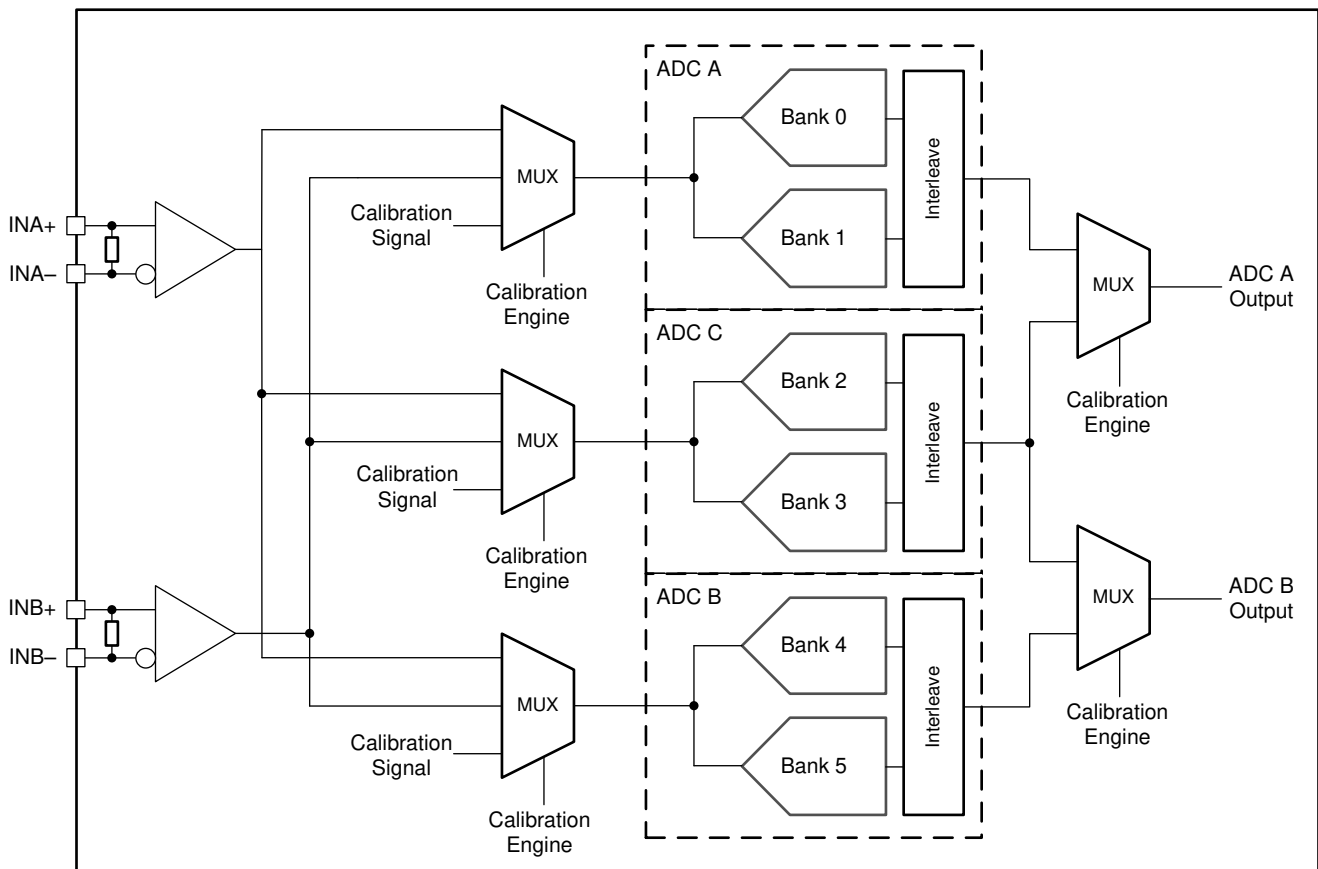 ADC A
Bank 0
Bank 1
Interleave
MUX
Calibration
Signal
Calibration
Engine
INA+
INA–
MUX
ADC A
Output
Calibration
Engine
ADC C
Bank 2
Bank 3
Interleave
MUX
Calibration
Signal
Calibration
Engine
INB+
INB–
ADC B
Bank 4
Bank 5
Interleave
MUX
Calibration
Signal
Calibration
Engine
MUX
ADC B
Output
Calibration
Engine